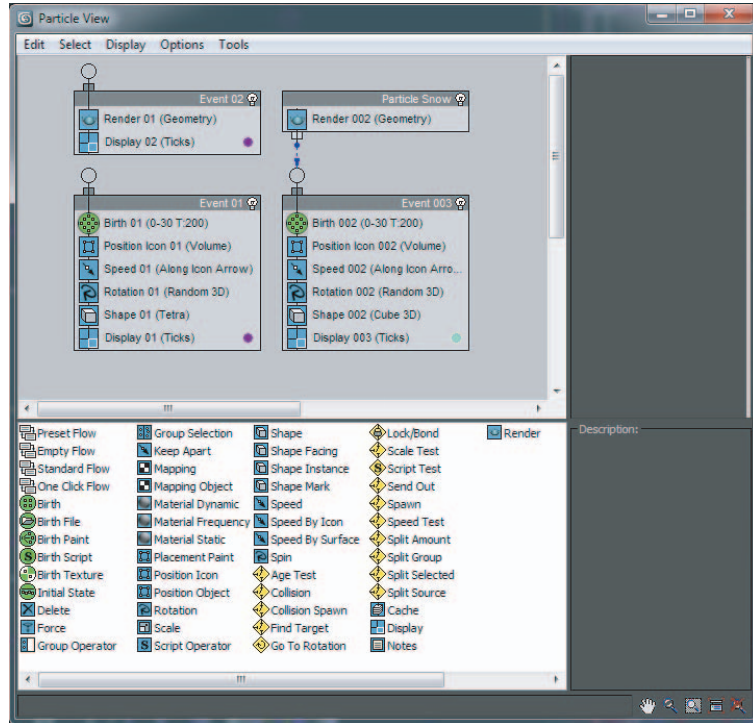 Particle View
Edit Select Display Options Tools
Event 02
Render 01 (Geometry)
Display 02 (Ticks)
Particle Snow
Render 002 (Geometry)
Event 01
Birth 01 (0-30 T:200)
Position Icon 01 (Volume)
Speed 01 (Along Icon Arrow)
Rotation 01 (Random 3D)
Shape 01 (Tetra)
Display 01 (Ticks)
Event 003
Birth 002 (0-30 T:200)
Position Icon 002 (Volume)
Speed 002 (Along Icon Arro...
Rotation 002 (Random 3D)
Shape 002 (Cube 3D)
Display 003 (Ticks)
Preset Flow
Empty Flow
Standard Flow
One Click Flow
Birth
Birth File
Birth Paint
Birth Script
Birth Texture
Initial State
Delete
Force
Group Operator
Group Selection
Keep Apart
Mapping
Mapping Object
Material Dynamic
Material Frequency
Material Static
Placement Paint
Position Icon
Position Object
Rotation
Scale
Script Operator
Shape
Shape Facing
Shape Instance
Shape Mark
Speed
Speed By Icon
Speed By Surface
Spin
Age Test
Collision
Collision Spawn
Find Target
Go To Rotation
Lock/Bond
Scale Test
Script Test
Send Out
Spawn
Speed Test
Split Amount
Split Group
Split Selected
Split Source
Cache
Display
Notes
Render
Description: